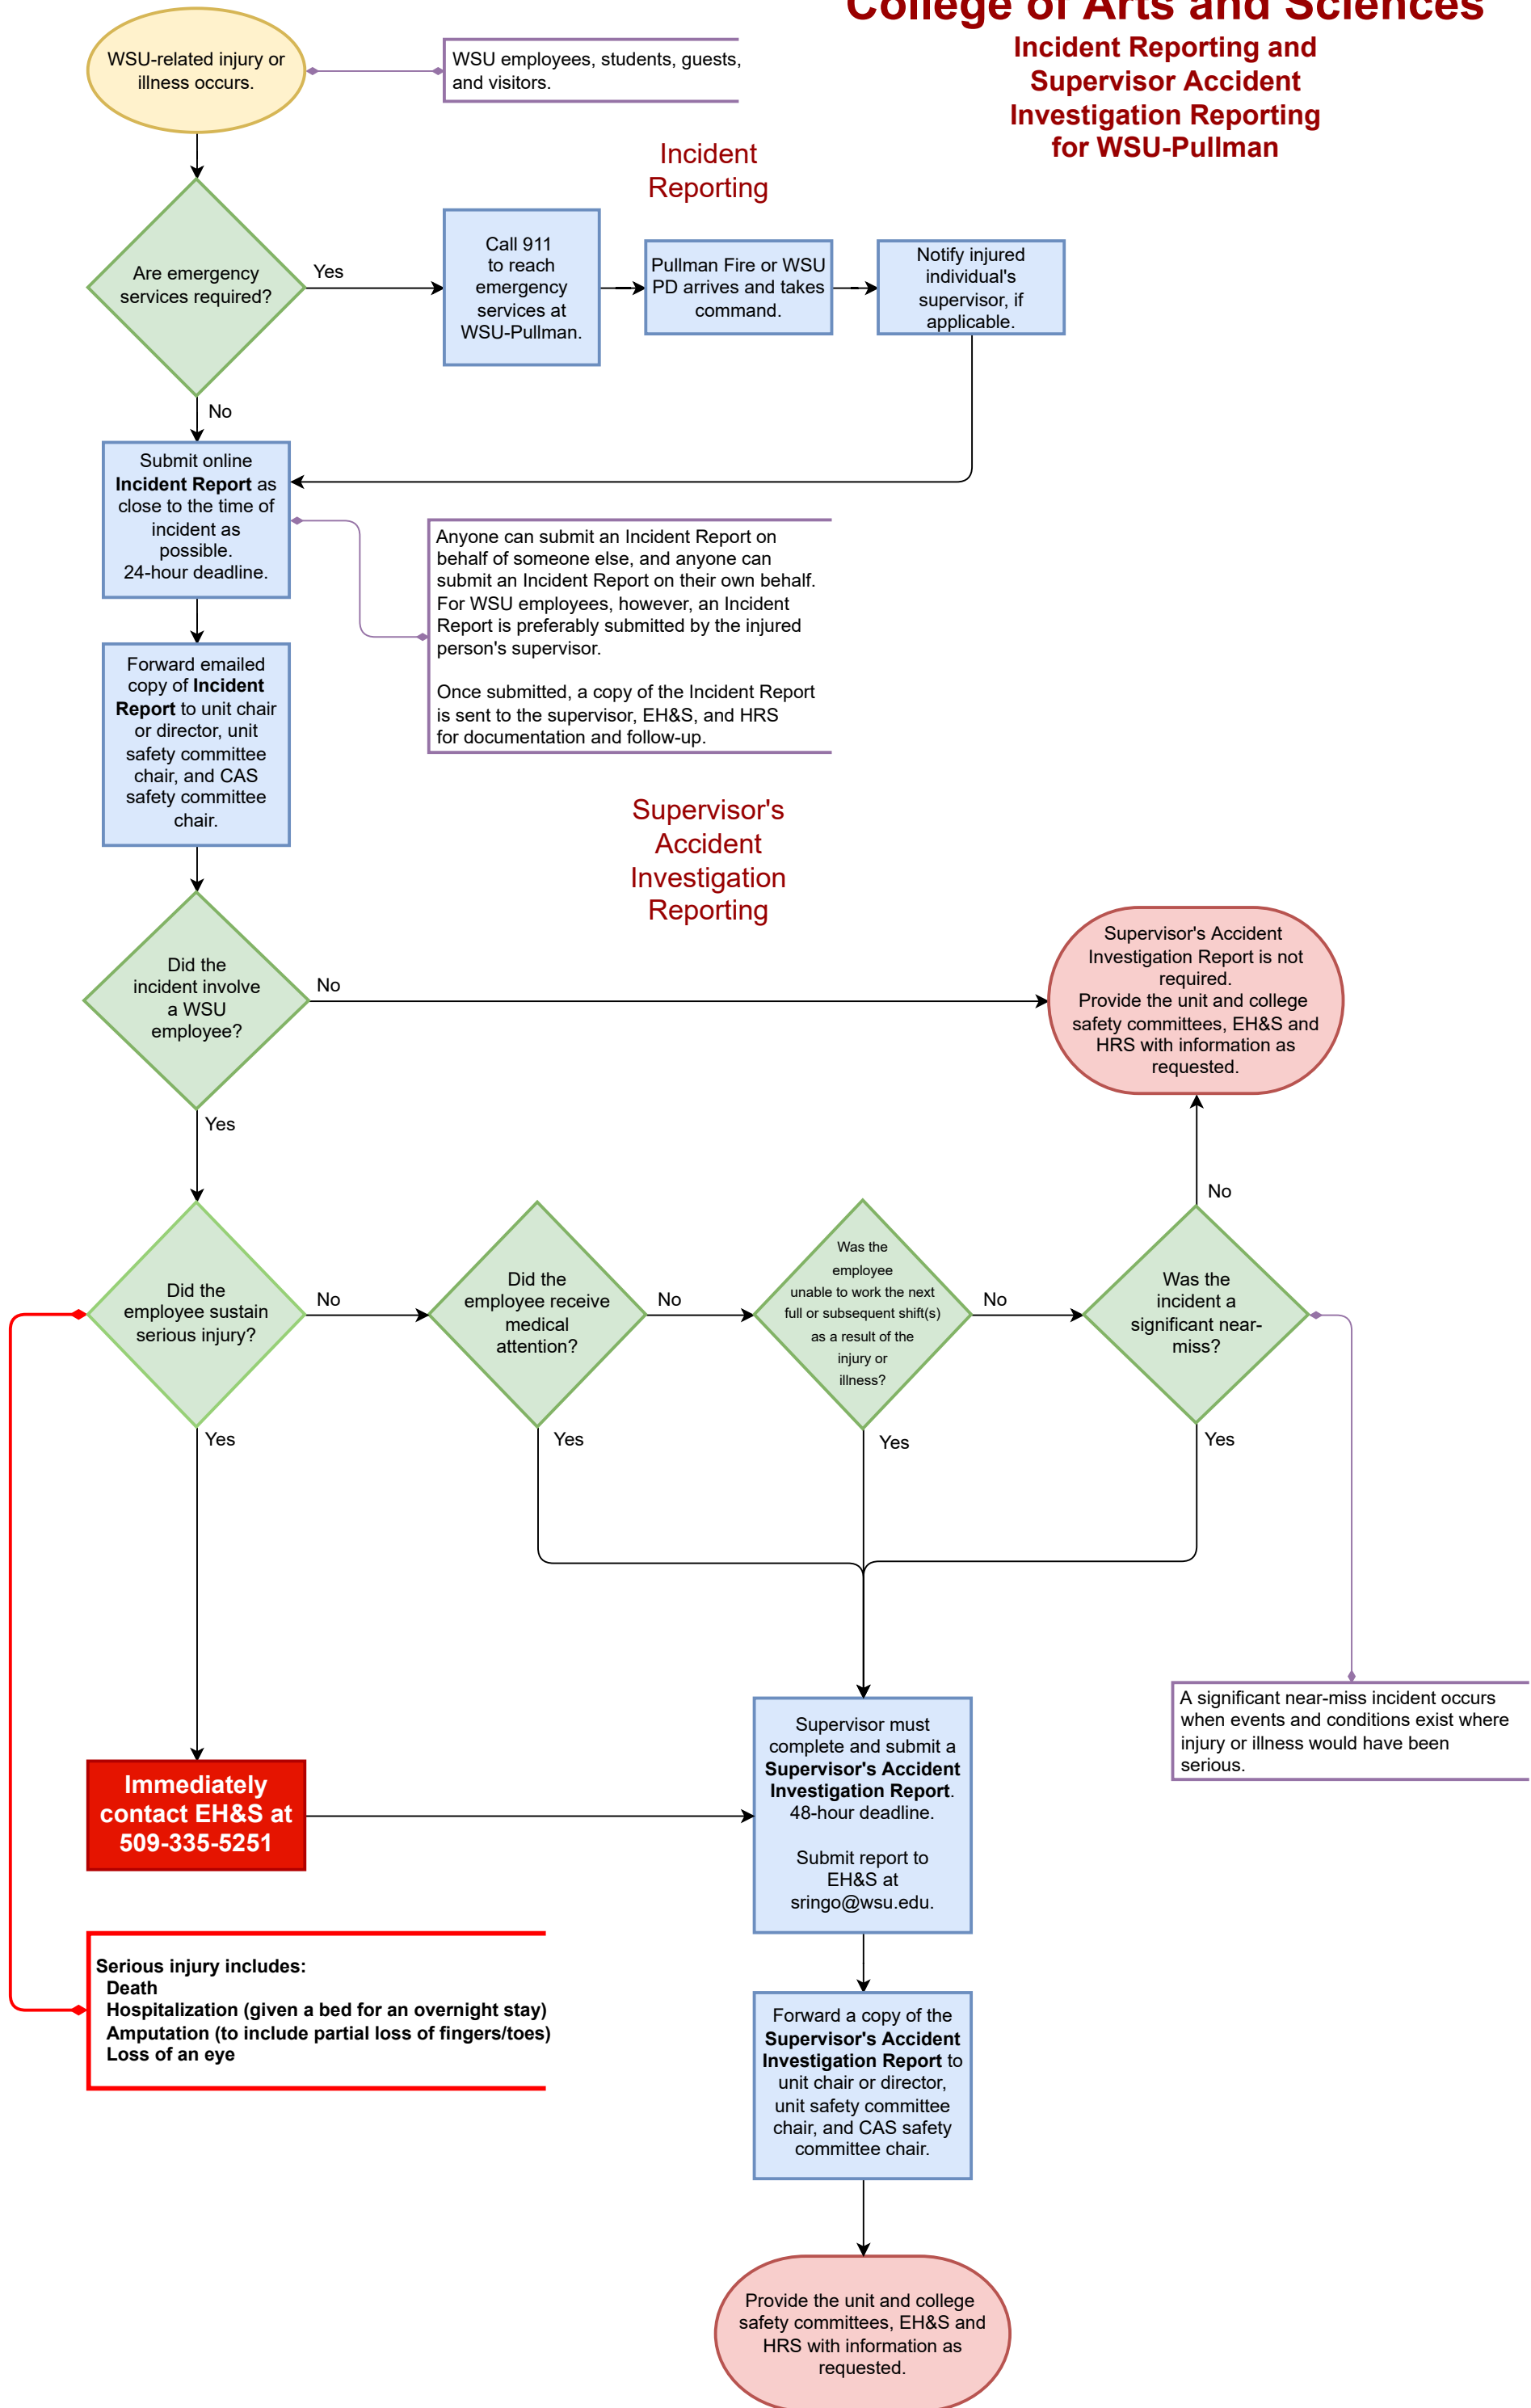 College of Arts and Sciences
Incident Reporting and
Supervisor Accident
Investigation Reporting
for WSU-Pullman
WSU-related injury or
illness occurs.
WSU employees, students, guests,
and visitors.
Incident
Reporting
Are emergency
services required?
Yes
Call 911
to reach
emergency
services at
WSU-Pullman.
Pullman Fire or WSU
PD arrives and takes
command.
Notify injured
individual's
supervisor, if
applicable.
No
Submit online
Incident Report as
close to the time of
incident as
possible.
24-hour deadline.
Anyone can submit an Incident Report on
behalf of someone else, and anyone can
submit an Incident Report on their own behalf.
For WSU employees, however, an Incident
Report is preferably submitted by the injured
person's supervisor.
Once submitted, a copy of the Incident Report
is sent to the supervisor, EH&S, and HRS
for documentation and follow-up.
Forward emailed
copy of Incident
Report to unit chair
or director, unit
safety committee
chair, and CAS
safety committee
chair.
Supervisor's
Accident
Investigation
Reporting
Did the
incident involve
a WSU
employee?
No
Supervisor's Accident
Investigation Report is not
required.
Provide the unit and college
safety committees, EH&S and
HRS with information as
requested.
Yes
Did the
employee sustain
serious injury?
No
Did the
employee receive
medical
attention?
No
Was the
employee
unable to work the next
full or subsequent shift(s)
as a result of the
injury or
illness?
No
Was the
incident a
significant near-
miss?
No
Yes
Yes
Yes
Yes
A significant near-miss incident occurs
when events and conditions exist where
injury or illness would have been
serious.
Immediately
contact EH&S at
509-335-5251
Supervisor must
complete and submit a
Supervisor's Accident
Investigation Report.
48-hour deadline.
Submit report to
EH&S at
sringo@wsu.edu.
Serious injury includes:
Death
Hospitalization (given a bed for an overnight stay)
Amputation (to include partial loss of fingers/toes)
Loss of an eye
Forward a copy of the
Supervisor's Accident
Investigation Report to
unit chair or director,
unit safety committee
chair, and CAS safety
committee chair.
Provide the unit and college
safety committees, EH&S and
HRS with information as
requested.